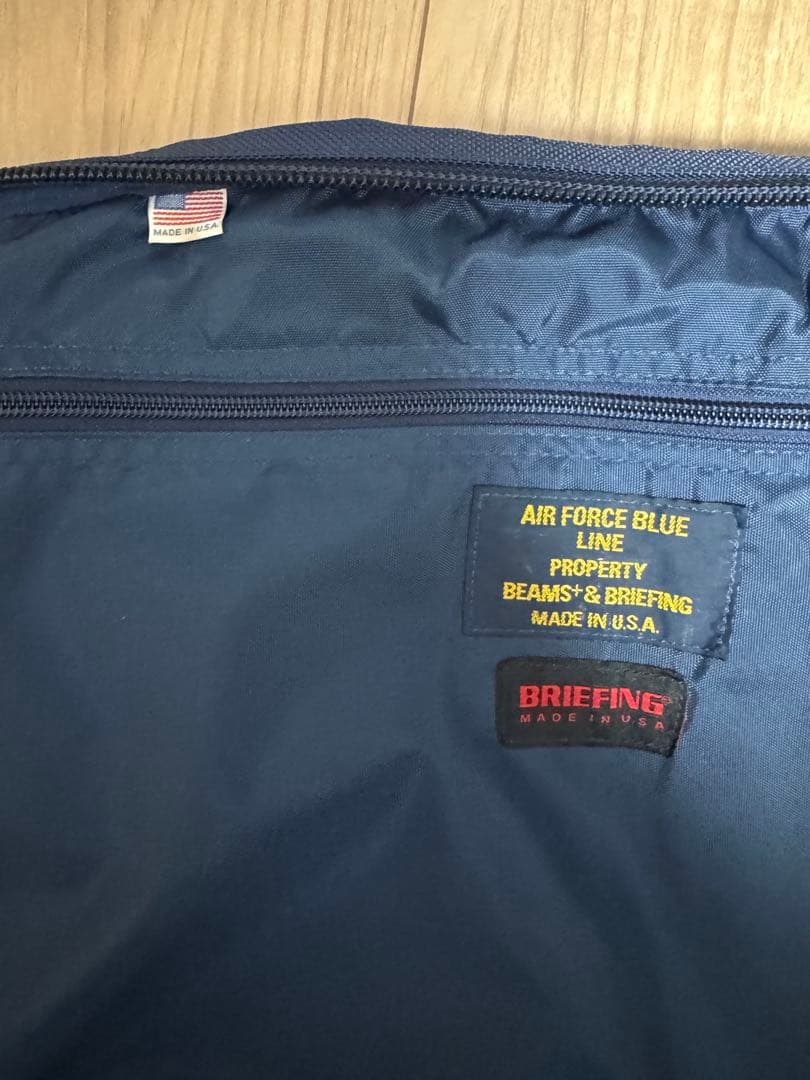 MADE IN U.S.A.
AIR FORCE BLUE
LINE
PROPERTY
BEAMS+ & BRIEFING
MADE IN U.S.A.
BRIEFING®
MADE IN USA